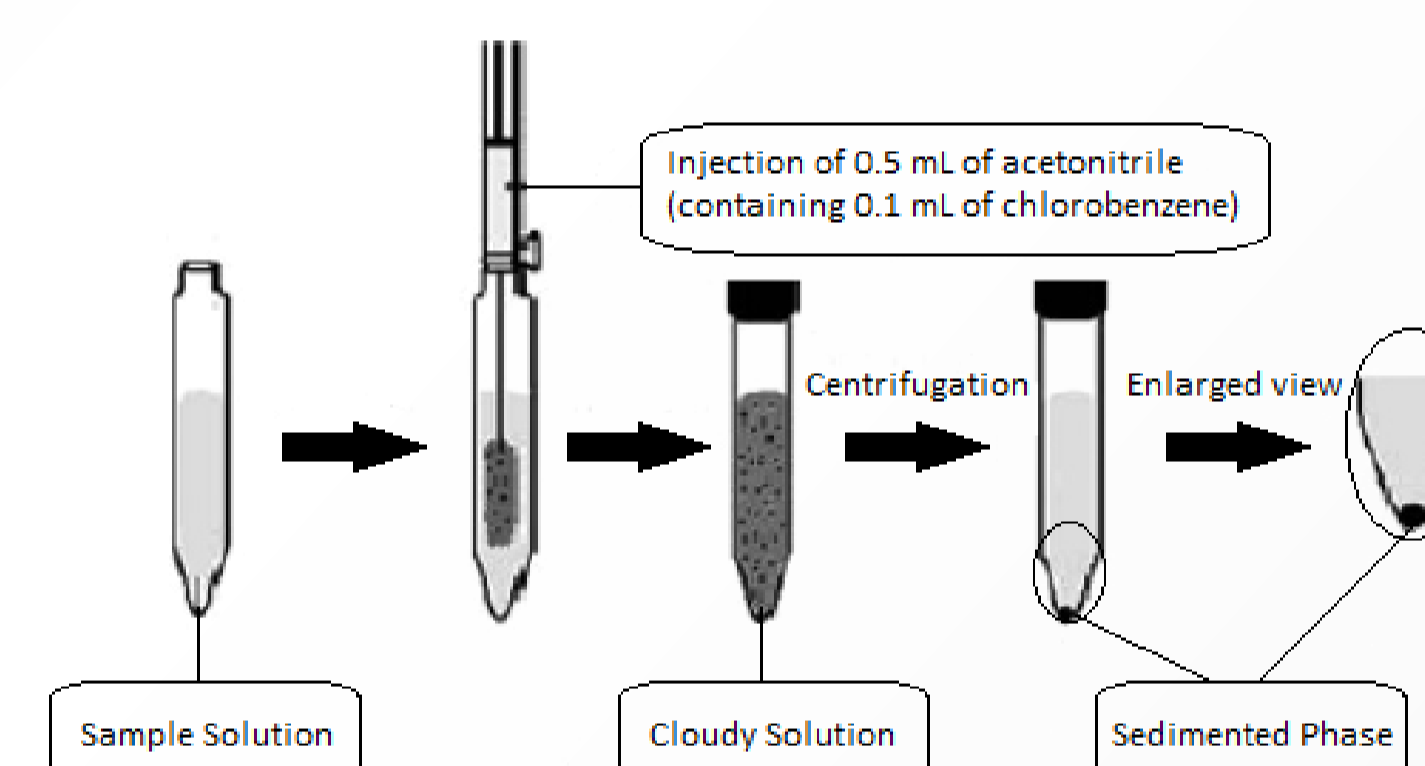 Injection of 0.5 mL of acetonitrile
(containing 0.1 mL of chlorobenzene)
Centrifugation
Enlarged view
Sample Solution
Cloudy Solution
Sedimented Phase